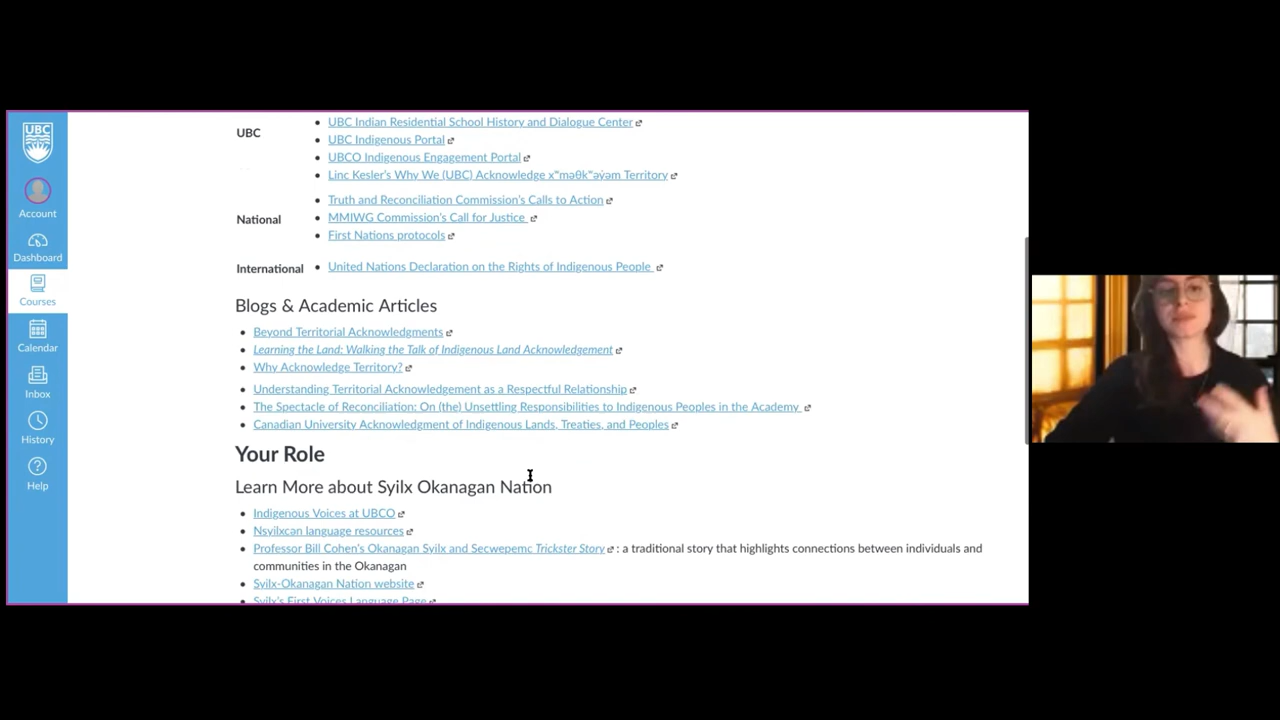 UBC
Account
Dashboard
Courses
Calendar
Inbox
History
Help
UBC
UBC Indian Residential School History and Dialogue Center
UBC Indigenous Portal
UBCO Indigenous Engagement Portal
Linc Kesler's Why We (UBC) Acknowledge xʷməθkʷəy̓əm Territory
National
Truth and Reconciliation Commission's Calls to Action
MMIWG Commission's Call for Justice
First Nations protocols
International
United Nations Declaration on the Rights of Indigenous People
Blogs & Academic Articles
Beyond Territorial Acknowledgments
Learning the Land: Walking the Talk of Indigenous Land Acknowledgement
Why Acknowledge Territory?
Understanding Territorial Acknowledgement as a Respectful Relationship
The Spectacle of Reconciliation: On (the) Unsettling Responsibilities to Indigenous Peoples in the Academy
Canadian University Acknowledgment of Indigenous Lands, Treaties, and Peoples
Your Role
Learn More about Syilx Okanagan Nation
Indigenous Voices at UBCO
Nsyilxcən language resources
Professor Bill Cohen's Okanagan Syilx and Secwepemc Trickster Story : a traditional story that highlights connections between individuals and
communities in the Okanagan
Syilx-Okanagan Nation website
Syilx's First Voices Language Page